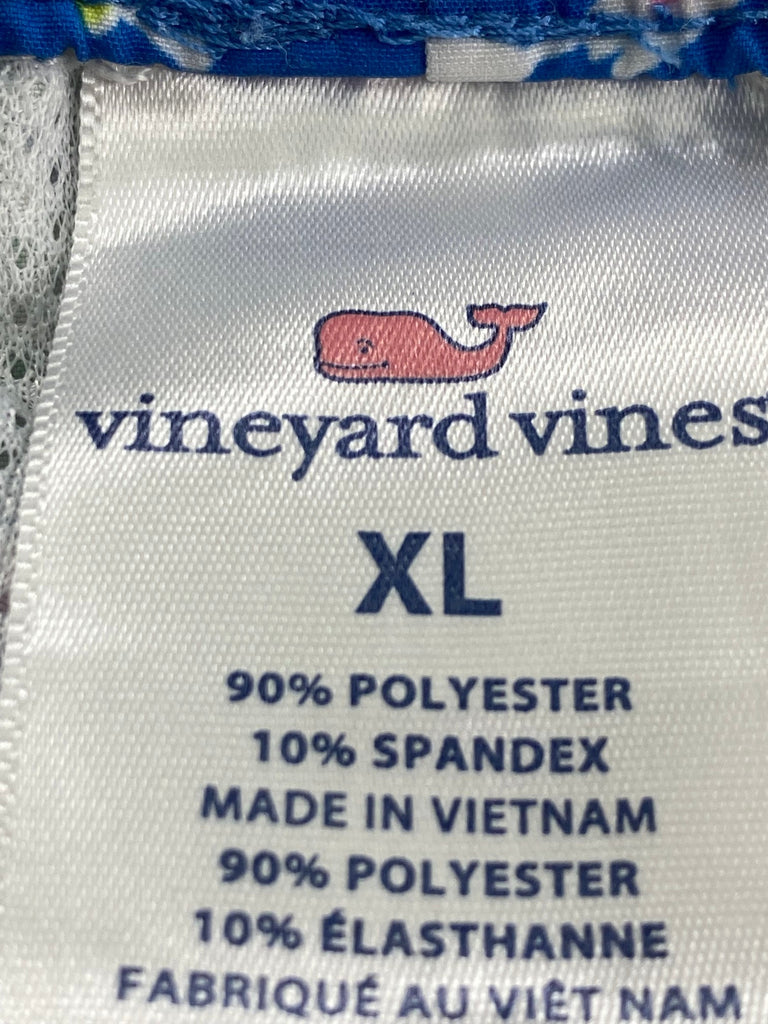 vineyard vines
XL
90% POLYESTER
10% SPANDEX
MADE IN VIETNAM
90% POLYESTER
10% ÉLASTHANNE
FABRIQUÉ AU VIÊT NAM